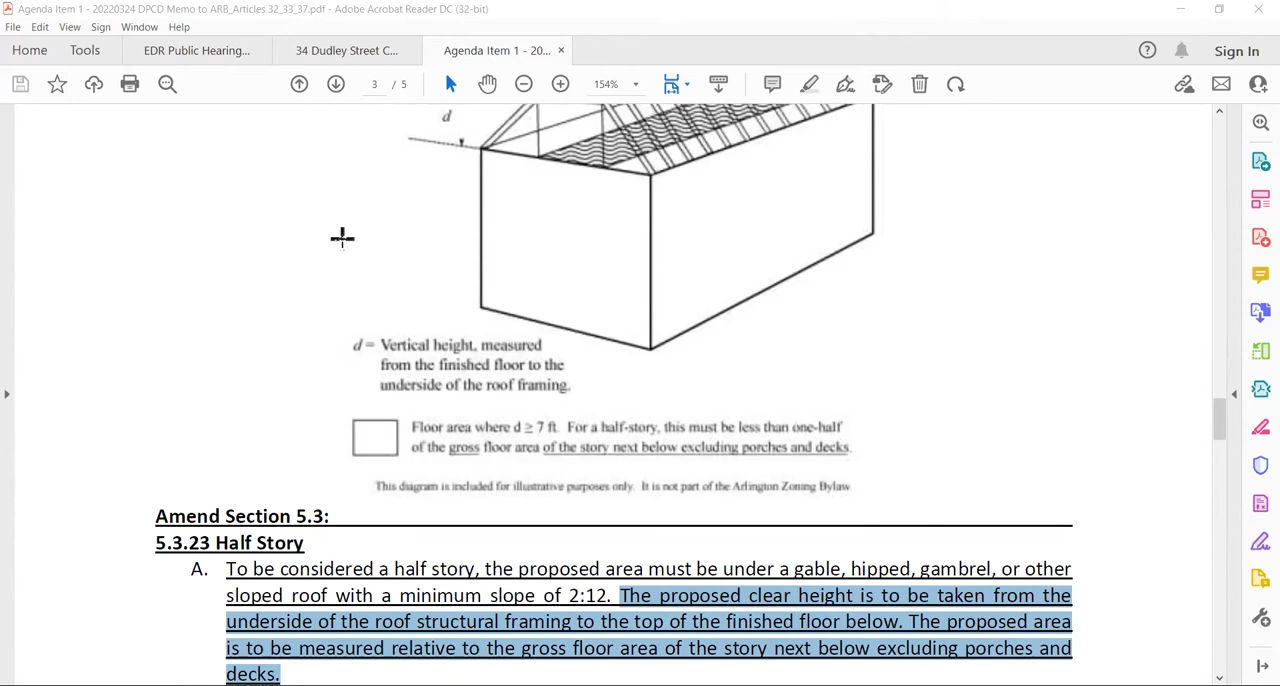 Agenda Item 1 - 20220324 DPCD Memo to ARB_Articles 32_33_37.pdf - Adobe Acrobat Reader DC (32-bit)
File Edit View Sign Window Help
Home Tools EDR Public Hearing... 34 Dudley Street C... Agenda Item 1 - 20... × Sign In
3 / 5 154%
d
d = Vertical height, measured
from the finished floor to the
underside of the roof framing.
Floor area where d ≥ 7 ft. For a half-story, this must be less than one-half
of the gross floor area of the story next below excluding porches and decks.
This diagram is included for illustrative purposes only. It is not part of the Arlington Zoning Bylaw
Amend Section 5.3:
5.3.23 Half Story
A. To be considered a half story, the proposed area must be under a gable, hipped, gambrel, or other
sloped roof with a minimum slope of 2:12. The proposed clear height is to be taken from the
underside of the roof structural framing to the top of the finished floor below. The proposed area
is to be measured relative to the gross floor area of the story next below excluding porches and
decks.